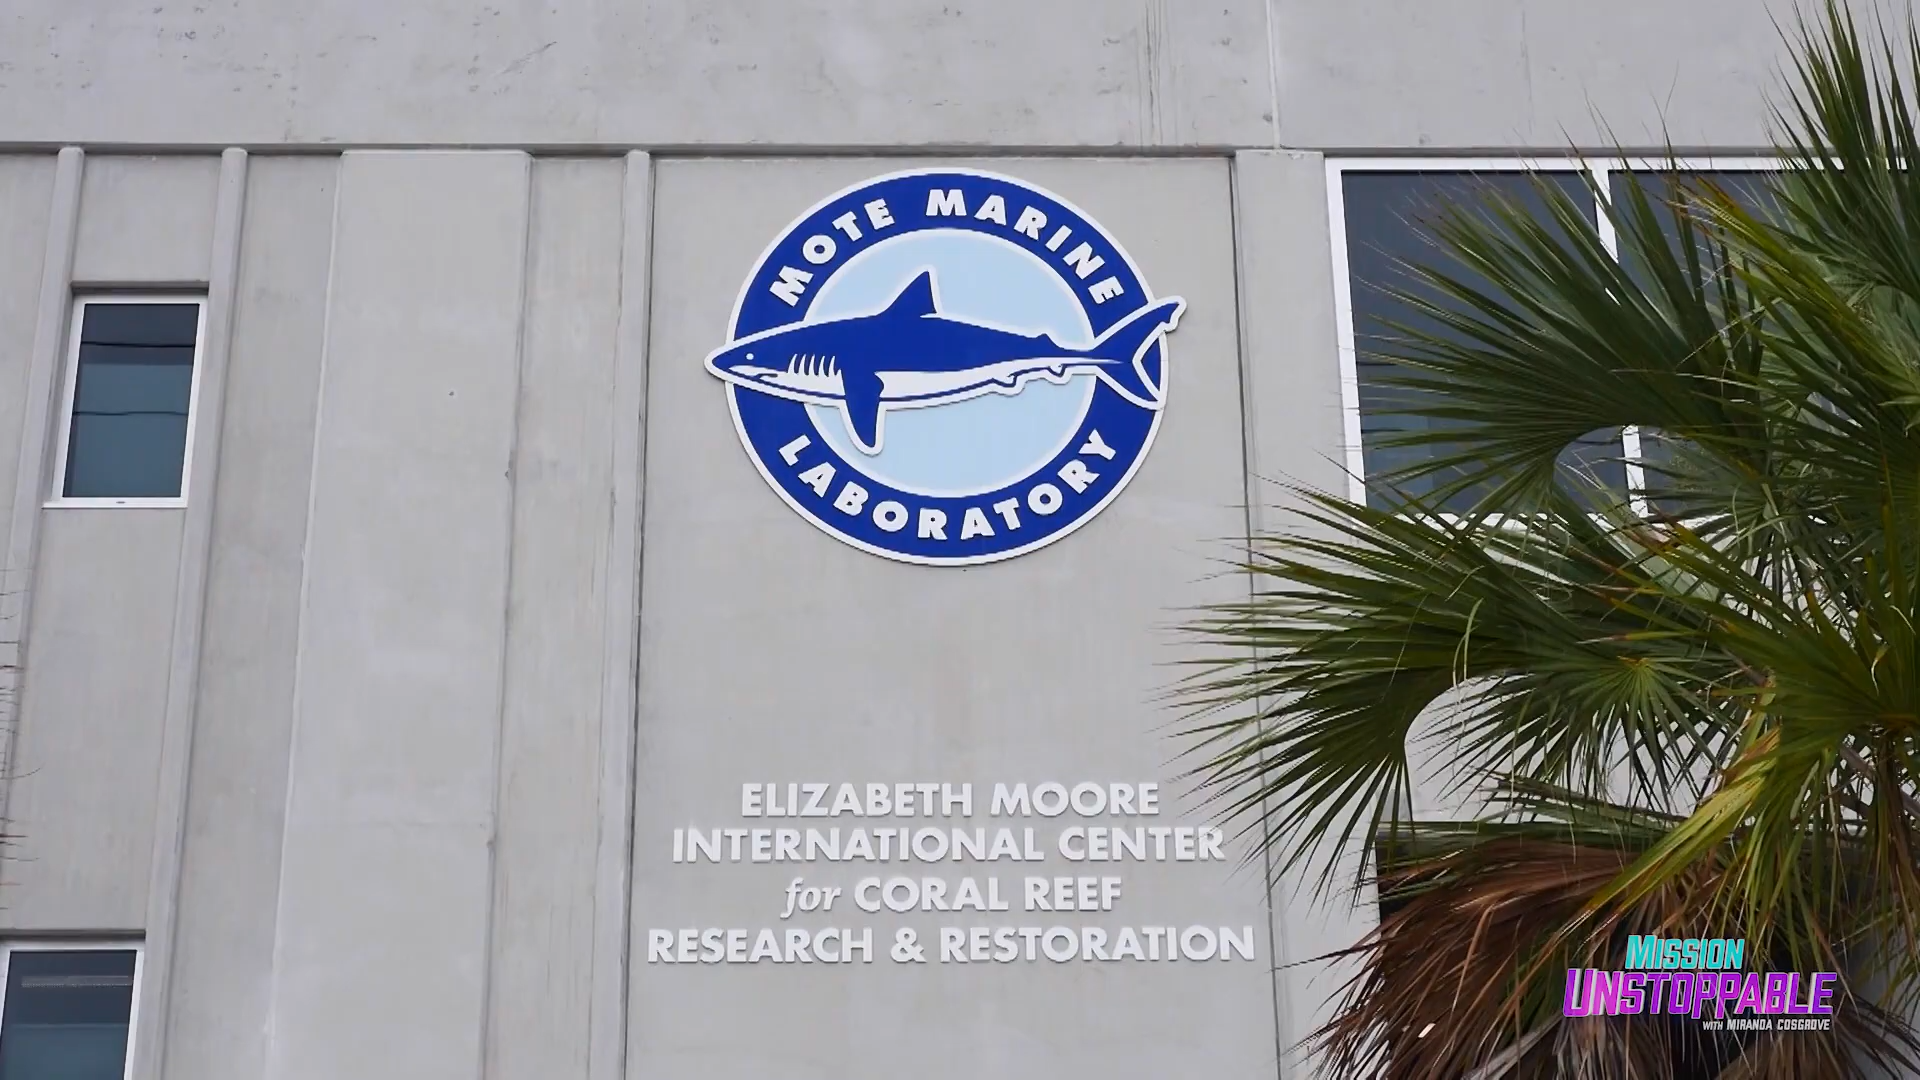 MOTE MARINE
LABORATORY
ELIZABETH MOORE
INTERNATIONAL CENTER
for CORAL REEF
RESEARCH & RESTORATION
MISSION
UNSTOPPABLE
WITH MIRANDA COSGROVE